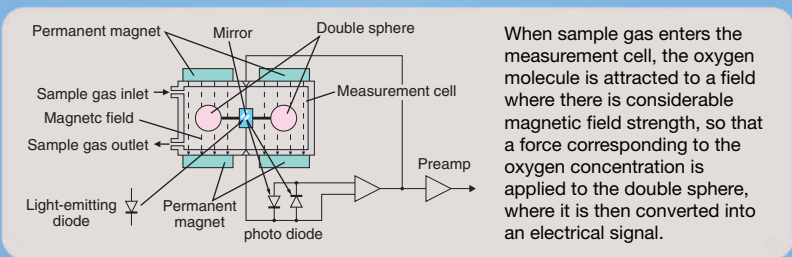 Permanent magnet
Mirror
Double sphere
Sample gas inlet
Magnetc field
Sample gas outlet
Measurement cell
Preamp
Light-emitting
diode
Permanent
magnet
photo diode
When sample gas enters the
measurement cell, the oxygen
molecule is attracted to a field
where there is considerable
magnetic field strength, so that
a force corresponding to the
oxygen concentration is
applied to the double sphere,
where it is then converted into
an electrical signal.